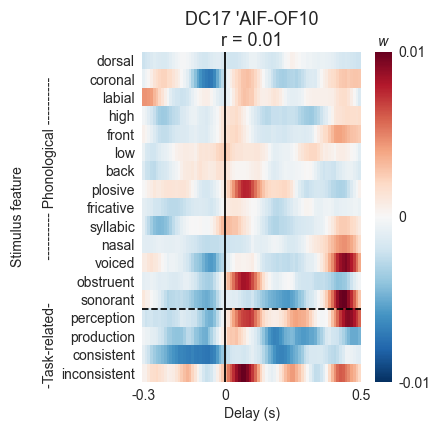 DC17 'AIF-OF10
r = 0.01
w
dorsal
coronal
labial
high
front
low
back
plosive
fricative
syllabic
nasal
voiced
obstruent
sonorant
perception
production
consistent
inconsistent
Stimulus feature
-Task-related- ---------- Phonological ----------
0.01
0
-0.01
-0.3 0 0.5
Delay (s)